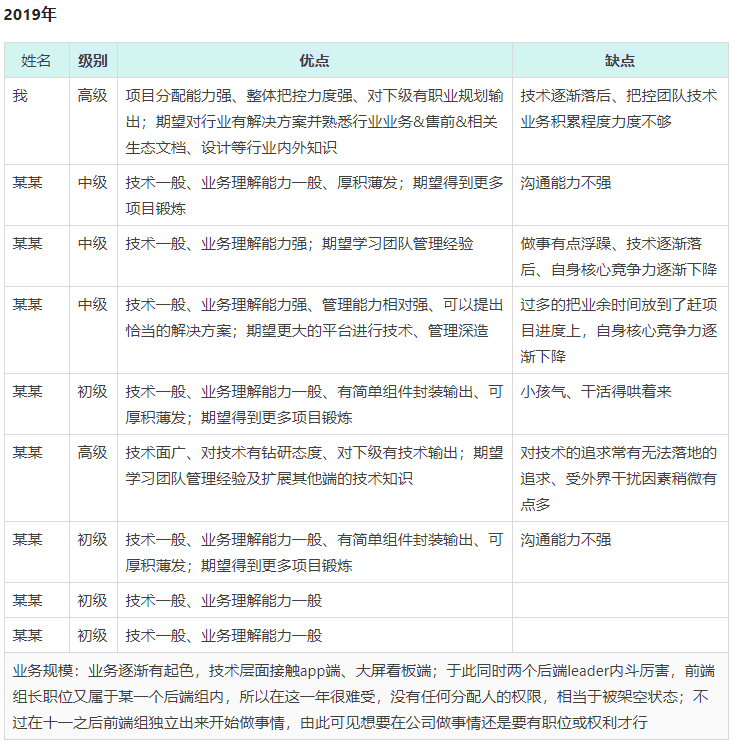 2019年
姓名 级别 优点 缺点
我 高级 项目分配能力强、整体把控力度强、对下级有职业规划输 技术逐渐落后、把控团队技术
出；期望对行业有解决方案并熟悉行业业务&售前&相关 业务积累程度力度不够
生态文档、设计等行业内外知识
某某 中级 技术一般、业务理解能力一般、厚积薄发；期望得到更多 沟通能力不强
项目锻炼
某某 中级 技术一般、业务理解能力强；期望学习团队管理经验 做事有点浮躁、技术逐渐落
后、自身核心竞争力逐渐下降
某某 中级 技术一般、业务理解能力强、管理能力相对强、可以提出 过多的把业余时间放到了赶项
恰当的解决方案；期望更大的平台进行技术、管理深造 目进度上，自身核心竞争力逐
渐下降
某某 初级 技术一般、业务理解能力一般、有简单组件封装输出、可 小孩气、干活得哄着来
厚积薄发；期望得到更多项目锻炼
某某 高级 技术面广、对技术有钻研态度、对下级有技术输出；期望 对技术的追求常有无法落地的
学习团队管理经验及扩展其他端的技术知识 追求、受外界干扰因素稍微有
点多
某某 初级 技术一般、业务理解能力一般、有简单组件封装输出、可 沟通能力不强
厚积薄发；期望得到更多项目锻炼
某某 初级 技术一般、业务理解能力一般
某某 初级 技术一般、业务理解能力一般
业务规模：业务逐渐有起色，技术层面接触app端、大屏看板端；于此同时两个后端leader内斗厉害，前端
组长职位又属于某一个后端组内，所以在这一年很难受，没有任何分配人的权限，相当于被架空状态；不
过在十一之后前端组独立出来开始做事情，由此可见想要在公司做事情还是要有职位或权利才行